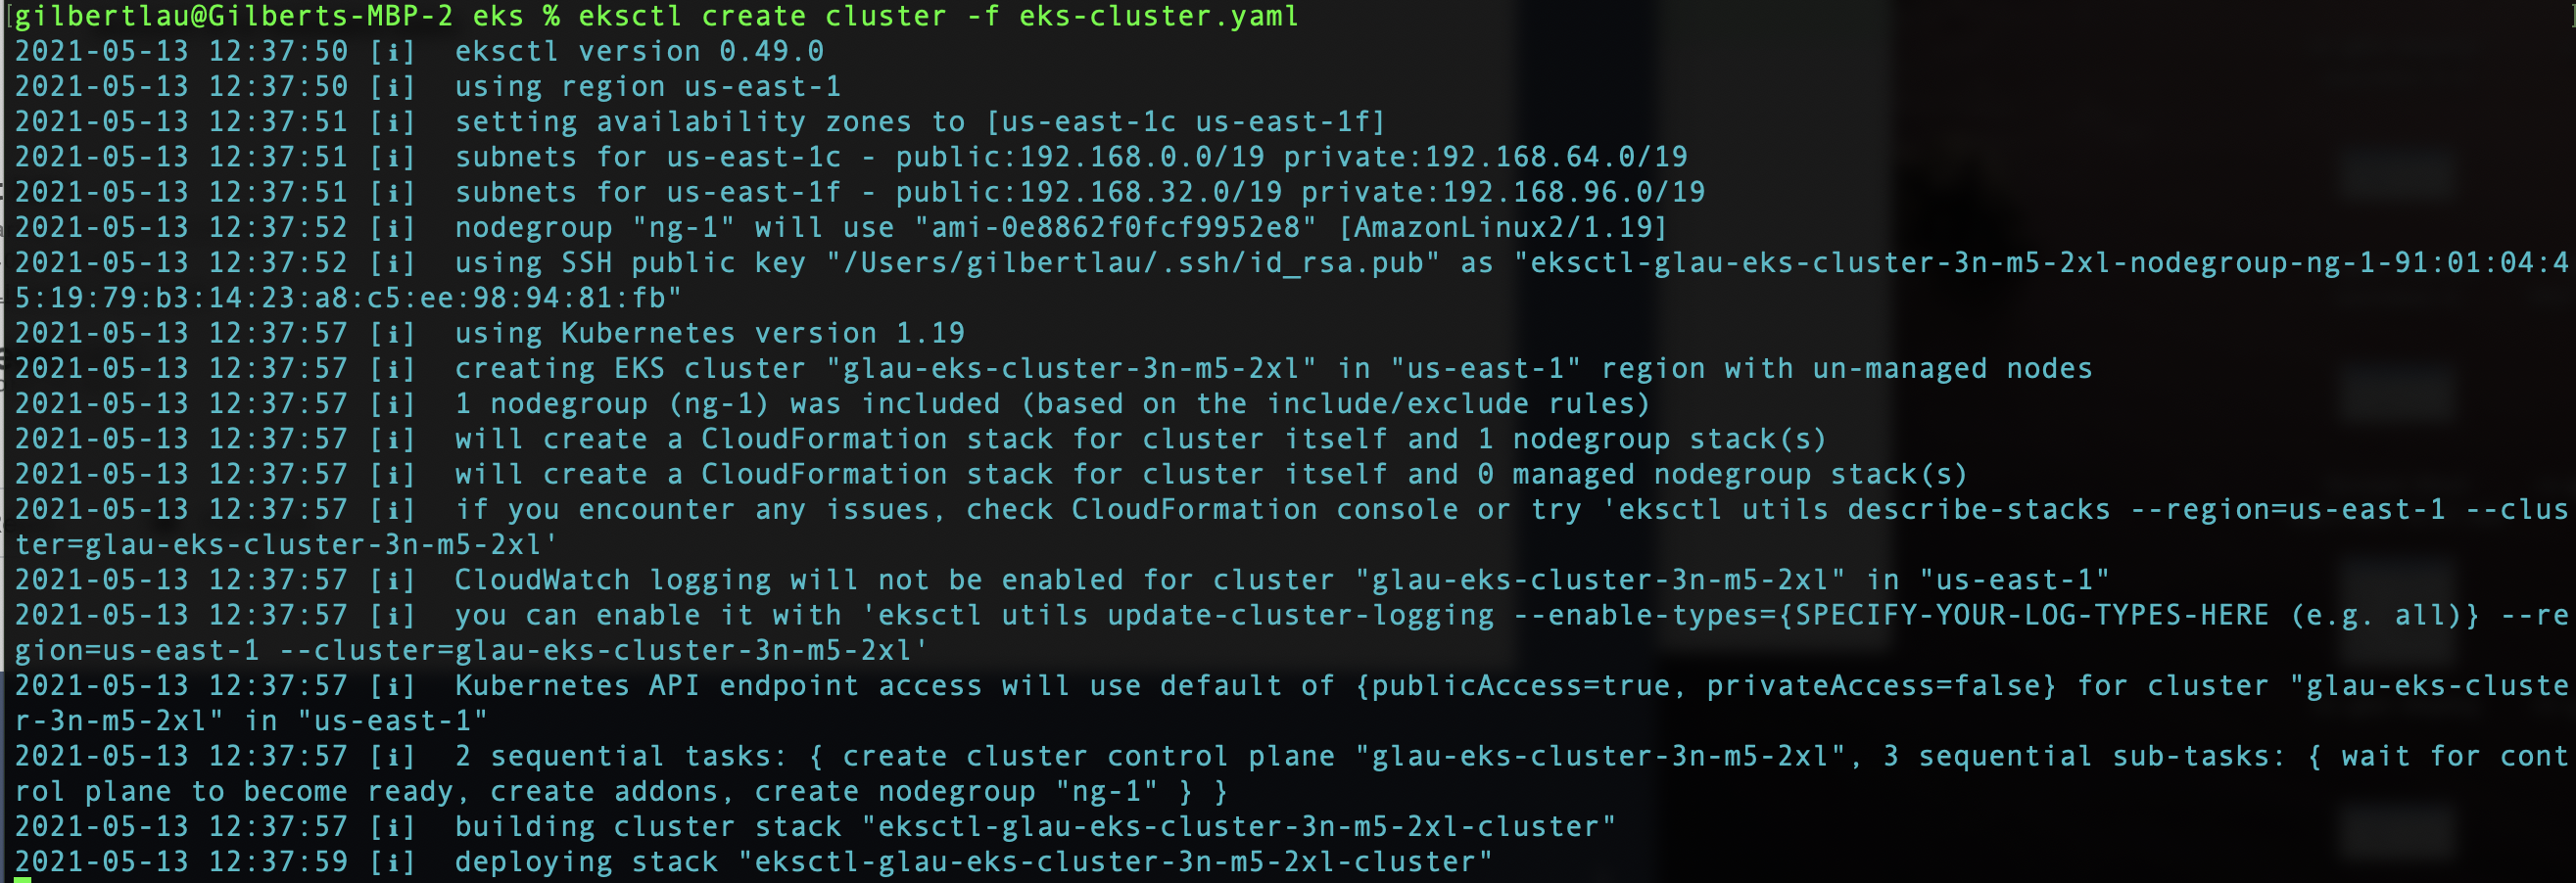 [gilbertlau@Gilberts-MBP-2 eks % eksctl create cluster -f eks-cluster.yaml ]
2021-05-13 12:37:50 [ℹ]  eksctl version 0.49.0
2021-05-13 12:37:50 [ℹ]  using region us-east-1
2021-05-13 12:37:51 [ℹ]  setting availability zones to [us-east-1c us-east-1f]
2021-05-13 12:37:51 [ℹ]  subnets for us-east-1c - public:192.168.0.0/19 private:192.168.64.0/19
2021-05-13 12:37:51 [ℹ]  subnets for us-east-1f - public:192.168.32.0/19 private:192.168.96.0/19
2021-05-13 12:37:52 [ℹ]  nodegroup "ng-1" will use "ami-0e8862f0fcf9952e8" [AmazonLinux2/1.19]
2021-05-13 12:37:52 [ℹ]  using SSH public key "/Users/gilbertlau/.ssh/id_rsa.pub" as "eksctl-glau-eks-cluster-3n-m5-2xl-nodegroup-ng-1-91:01:04:4
5:19:79:b3:14:23:a8:c5:ee:98:94:81:fb"
2021-05-13 12:37:57 [ℹ]  using Kubernetes version 1.19
2021-05-13 12:37:57 [ℹ]  creating EKS cluster "glau-eks-cluster-3n-m5-2xl" in "us-east-1" region with un-managed nodes
2021-05-13 12:37:57 [ℹ]  1 nodegroup (ng-1) was included (based on the include/exclude rules)
2021-05-13 12:37:57 [ℹ]  will create a CloudFormation stack for cluster itself and 1 nodegroup stack(s)
2021-05-13 12:37:57 [ℹ]  will create a CloudFormation stack for cluster itself and 0 managed nodegroup stack(s)
2021-05-13 12:37:57 [ℹ]  if you encounter any issues, check CloudFormation console or try 'eksctl utils describe-stacks --region=us-east-1 --clus
ter=glau-eks-cluster-3n-m5-2xl'
2021-05-13 12:37:57 [ℹ]  CloudWatch logging will not be enabled for cluster "glau-eks-cluster-3n-m5-2xl" in "us-east-1"
2021-05-13 12:37:57 [ℹ]  you can enable it with 'eksctl utils update-cluster-logging --enable-types={SPECIFY-YOUR-LOG-TYPES-HERE (e.g. all)} --re
gion=us-east-1 --cluster=glau-eks-cluster-3n-m5-2xl'
2021-05-13 12:37:57 [ℹ]  Kubernetes API endpoint access will use default of {publicAccess=true, privateAccess=false} for cluster "glau-eks-cluste
r-3n-m5-2xl" in "us-east-1"
2021-05-13 12:37:57 [ℹ]  2 sequential tasks: { create cluster control plane "glau-eks-cluster-3n-m5-2xl", 3 sequential sub-tasks: { wait for cont
rol plane to become ready, create addons, create nodegroup "ng-1" } }
2021-05-13 12:37:57 [ℹ]  building cluster stack "eksctl-glau-eks-cluster-3n-m5-2xl-cluster"
2021-05-13 12:37:59 [ℹ]  deploying stack "eksctl-glau-eks-cluster-3n-m5-2xl-cluster"